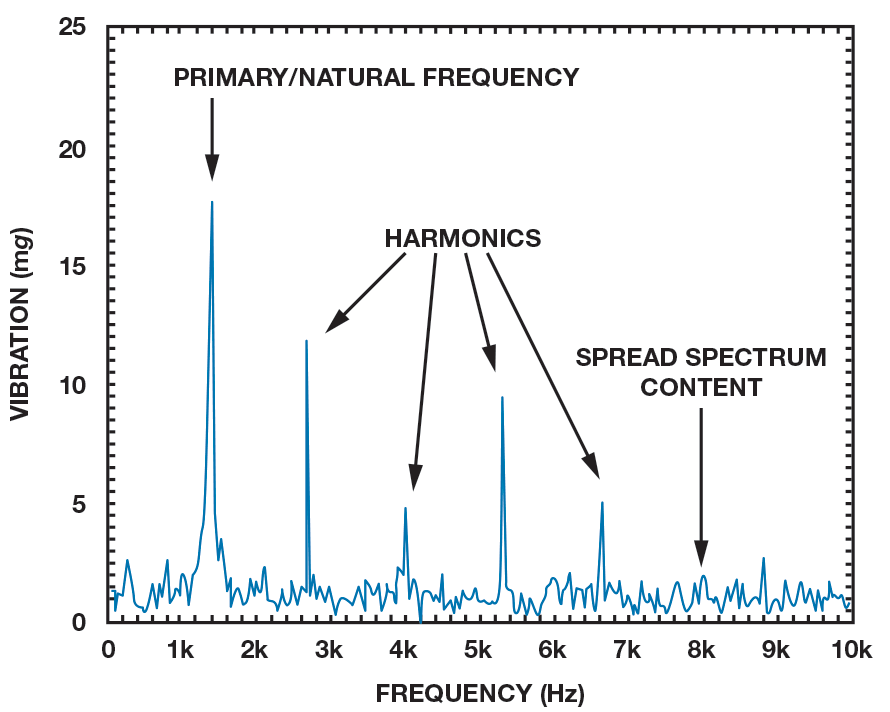 25
PRIMARY/NATURAL FREQUENCY
20
HARMONICS
15
SPREAD SPECTRUM
CONTENT
10
5
0
VIBRATION (mg)
0 1k 2k 3k 4k 5k 6k 7k 8k 9k 10k
FREQUENCY (Hz)